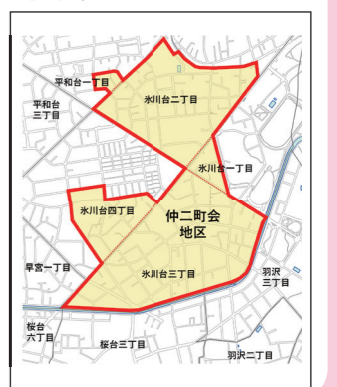 平和台一丁目
平和台
三丁目
氷川台二丁目
氷川台一丁目
氷川台四丁目
仲二町会
地区
早宮一丁目
氷川台三丁目
羽沢
三丁目
桜台
六丁目
桜台三丁目
羽沢二丁目